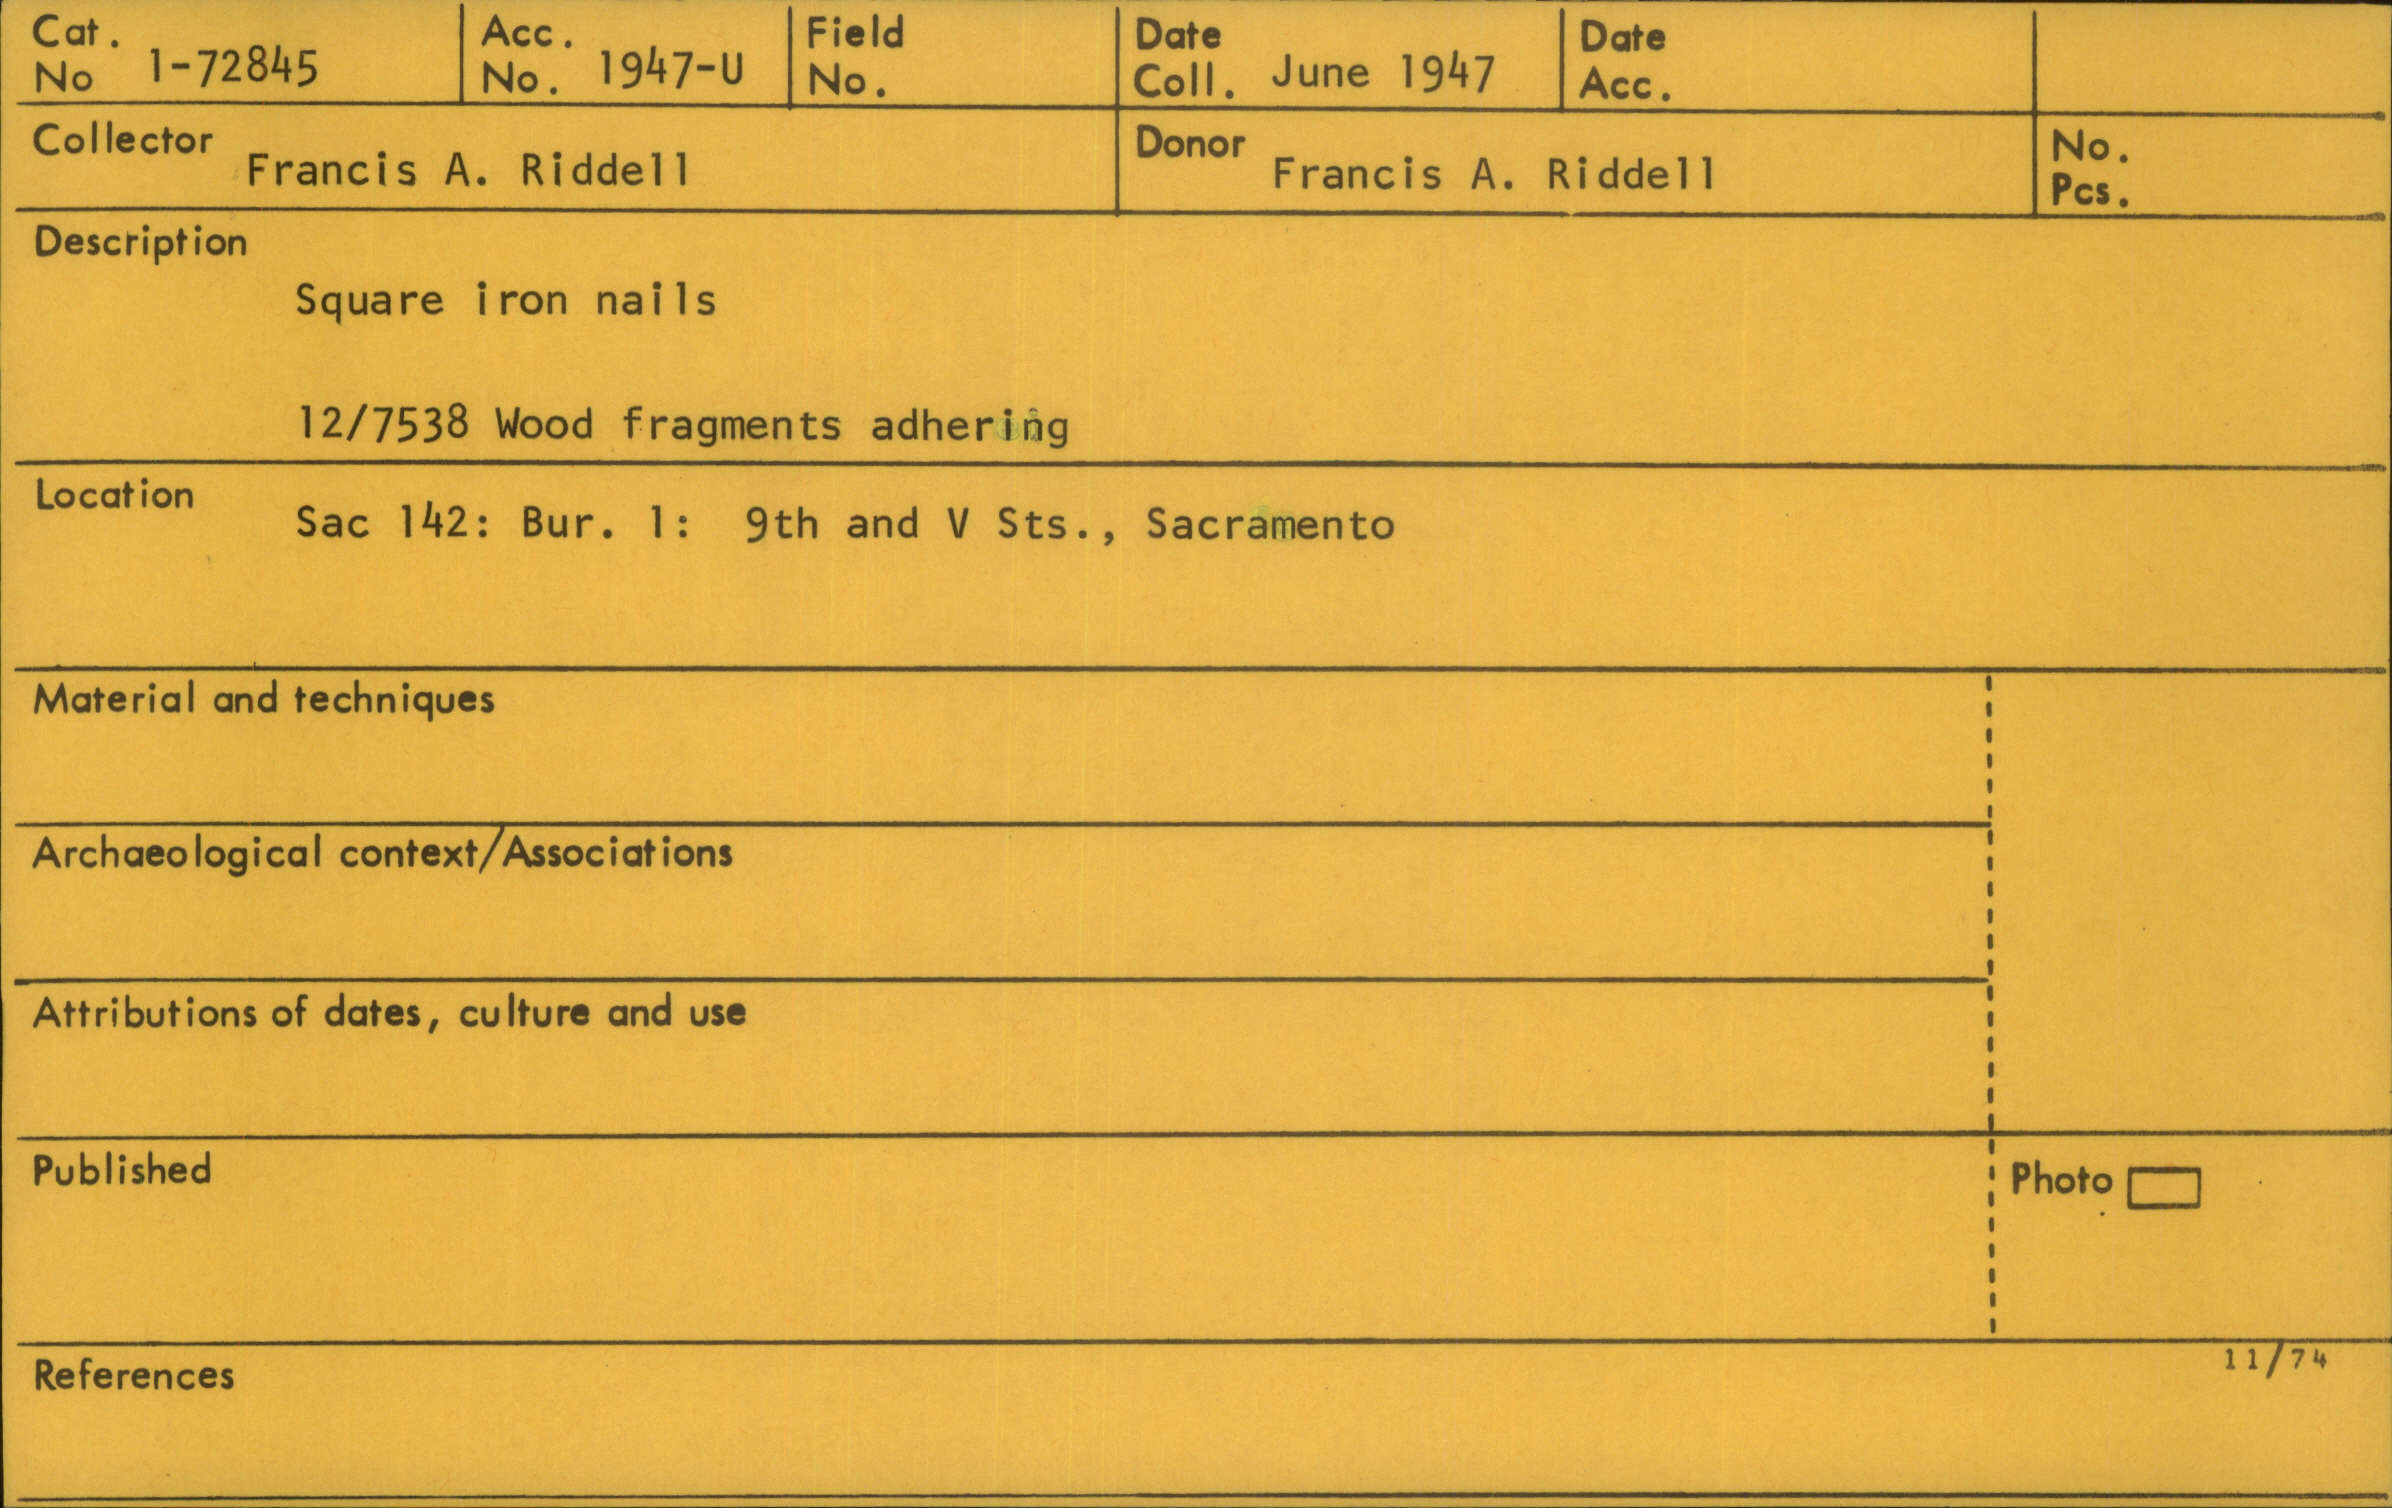 Cat. No 1-72845 Acc. No. 1947-U Field No. Date Coll. June 1947 Date Acc.
Collector Francis A. Riddell Donor Francis A. Riddell No. Pcs.
Description
Square iron nails
12/7538 Wood fragments adhering
Location Sac 142: Bur. 1: 9th and V Sts., Sacramento
Material and techniques
Archaeological context/Associations
Attributions of dates, culture and use
Published
Photo
References
11/74